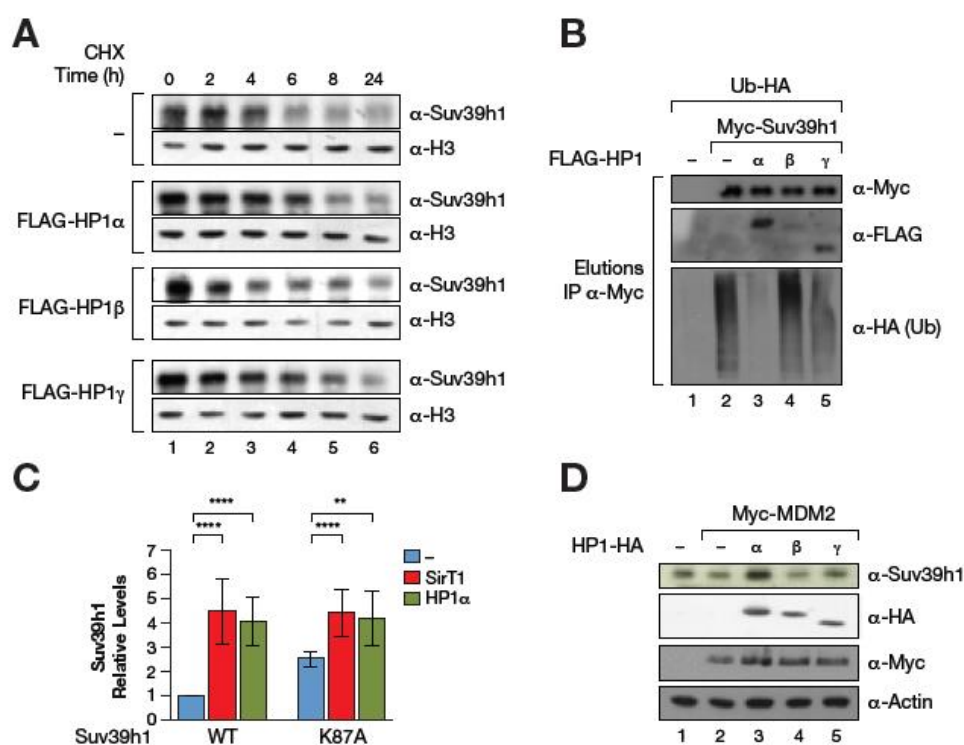 A
CHX
Time (h)
0 2 4 6 8 24
–
α-Suv39h1
α-H3
FLAG-HP1α
α-Suv39h1
α-H3
FLAG-HP1β
α-Suv39h1
α-H3
FLAG-HP1γ
α-Suv39h1
α-H3
1 2 3 4 5 6
B
Ub-HA
Myc-Suv39h1
FLAG-HP1 – – α β γ
α-Myc
α-FLAG
Elutions
IP α-Myc
α-HA (Ub)
1 2 3 4 5
C
**** **
**** ****
7
6
5
4
3
2
1
0
Suv39h1
Relative Levels
–
SirT1
HP1α
Suv39h1 WT K87A
D
Myc-MDM2
HP1-HA – – α β γ
α-Suv39h1
α-HA
α-Myc
α-Actin
1 2 3 4 5